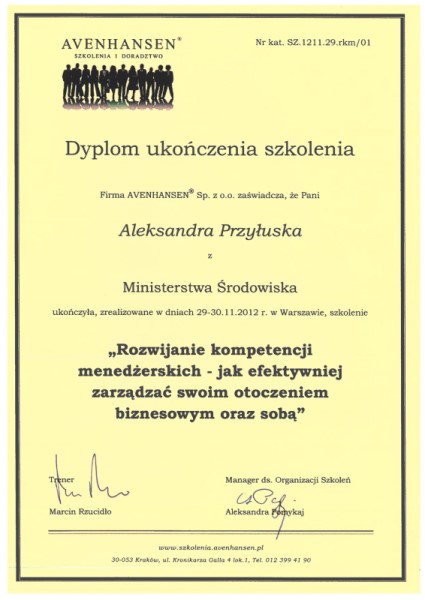 AVENHANSEN®
SZKOLENIA I DORADZTWO
Nr kat. SZ.1211.29.rkm/01
Dyplom ukończenia szkolenia
Firma AVENHANSEN® Sp. z o.o. zaświadcza, że Pani
Aleksandra Przyłuska
z
Ministerstwa Środowiska
ukończyła, zrealizowane w dniach 29-30.11.2012 r. w Warszawie, szkolenie
„Rozwijanie kompetencji
menedżerskich - jak efektywniej
zarządzać swoim otoczeniem
biznesowym oraz sobą”
Trener
Manager ds. Organizacji Szkoleń
Marcin Rzucidło
Aleksandra Pomykaj
www.szkolenia.avenhansen.pl
30-053 Kraków, ul. Kronikarza Galla 4 lok.1, Tel. 012 399 41 90